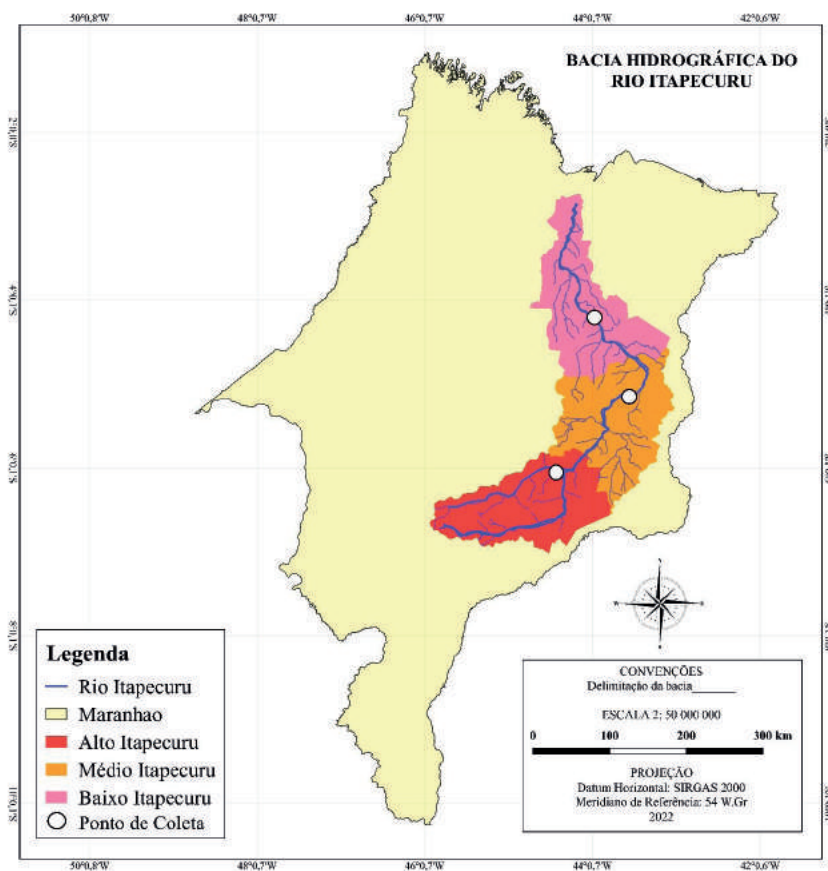 50°0,8'W 48°0,7'W 46°0,7'W 44°0,7'W 42°0,6'W
BACIA HIDROGRÁFICA DO
RIO ITAPECURU
Legenda
Rio Itapecuru
Maranhao
Alto Itapecuru
Médio Itapecuru
Baixo Itapecuru
Ponto de Coleta
CONVENÇÕES
Delimitação da bacia_______
ESCALA 2: 50 000 000
0 100 200 300 km
PROJEÇÃO
Datum Horizontal: SIRGAS 2000
Meridiano de Referência: 54 W.Gr
2022
50°0,8'W 48°0,7'W 46°0,7'W 44°0,7'W 42°0,6'W